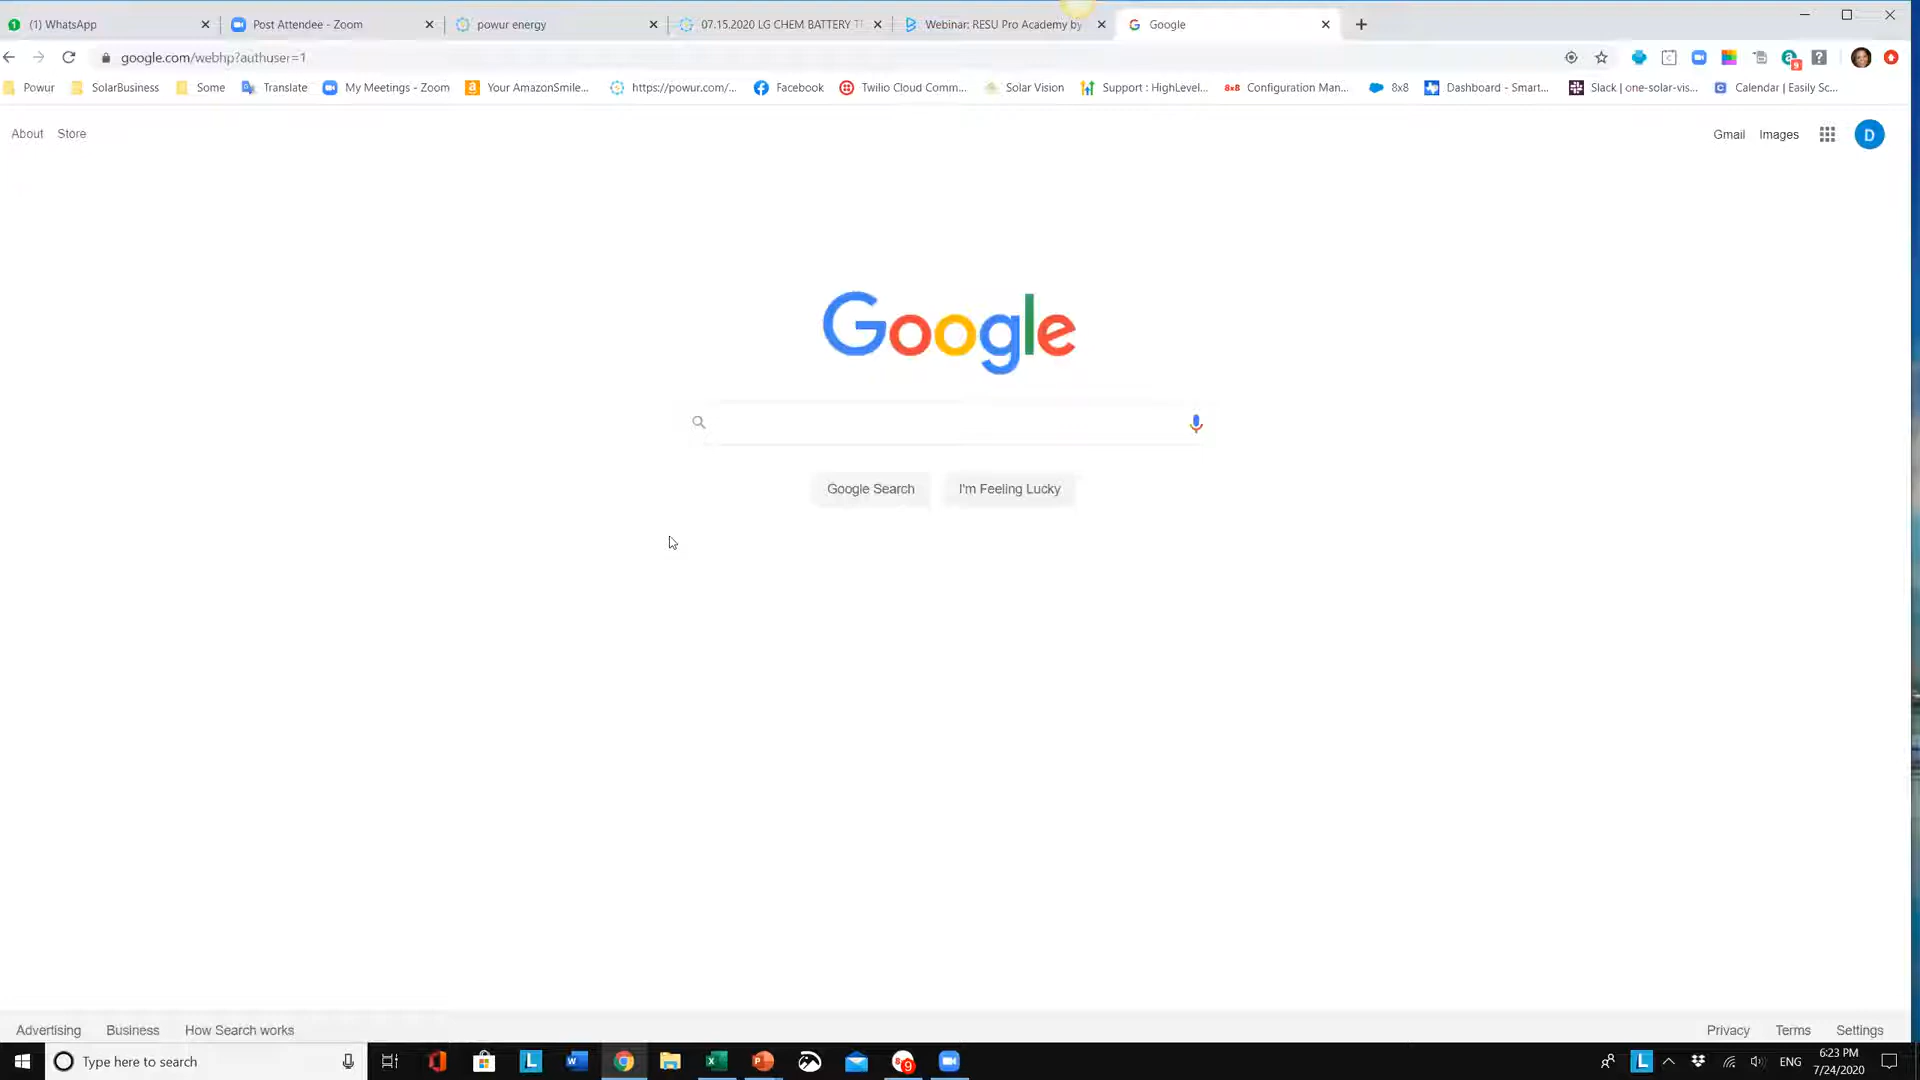 (1) WhatsApp
Post Attendee - Zoom
powur energy
07.15.2020 LG CHEM BATTERY
Webinar: RESU Pro Academy by
Google
google.com/webhp?authuser=1
Powur
SolarBusiness
Some
Translate
My Meetings - Zoom
Your AmazonSmile...
https://powur.com/...
Facebook
Twilio Cloud Comm...
Solar Vision
Support : HighLevel...
8x8 Configuration Man...
8x8
Dashboard - Smart...
Slack | one-solar-vis...
Calendar | Easily Sc...
About
Store
Gmail
Images
D
Google
Google Search
I'm Feeling Lucky
Advertising
Business
How Search works
Privacy
Terms
Settings
Type here to search
ENG
6:23 PM
7/24/2020